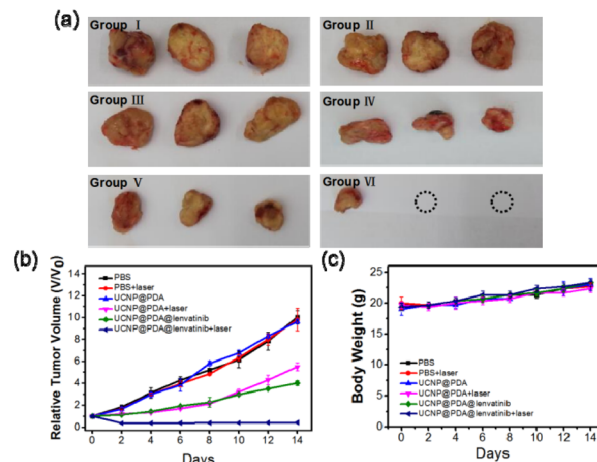 (a)
Group I
Group II
Group III
Group IV
Group V
Group VI
(b)
Relative Tumor Volume (V/V0)
14
12
10
8
6
4
2
0
PBS
PBS+laser
UCNP@PDA
UCNP@PDA+laser
UCNP@PDA@lenvatinib
UCNP@PDA@lenvatinib+laser
0 2 4 6 8 10 12 14
Days
(c)
Body Weight (g)
25
20
15
10
5
0
PBS
PBS+laser
UCNP@PDA
UCNP@PDA+laser
UCNP@PDA@lenvatinib
UCNP@PDA@lenvatinib+laser
0 2 4 6 8 10 12 14
Days